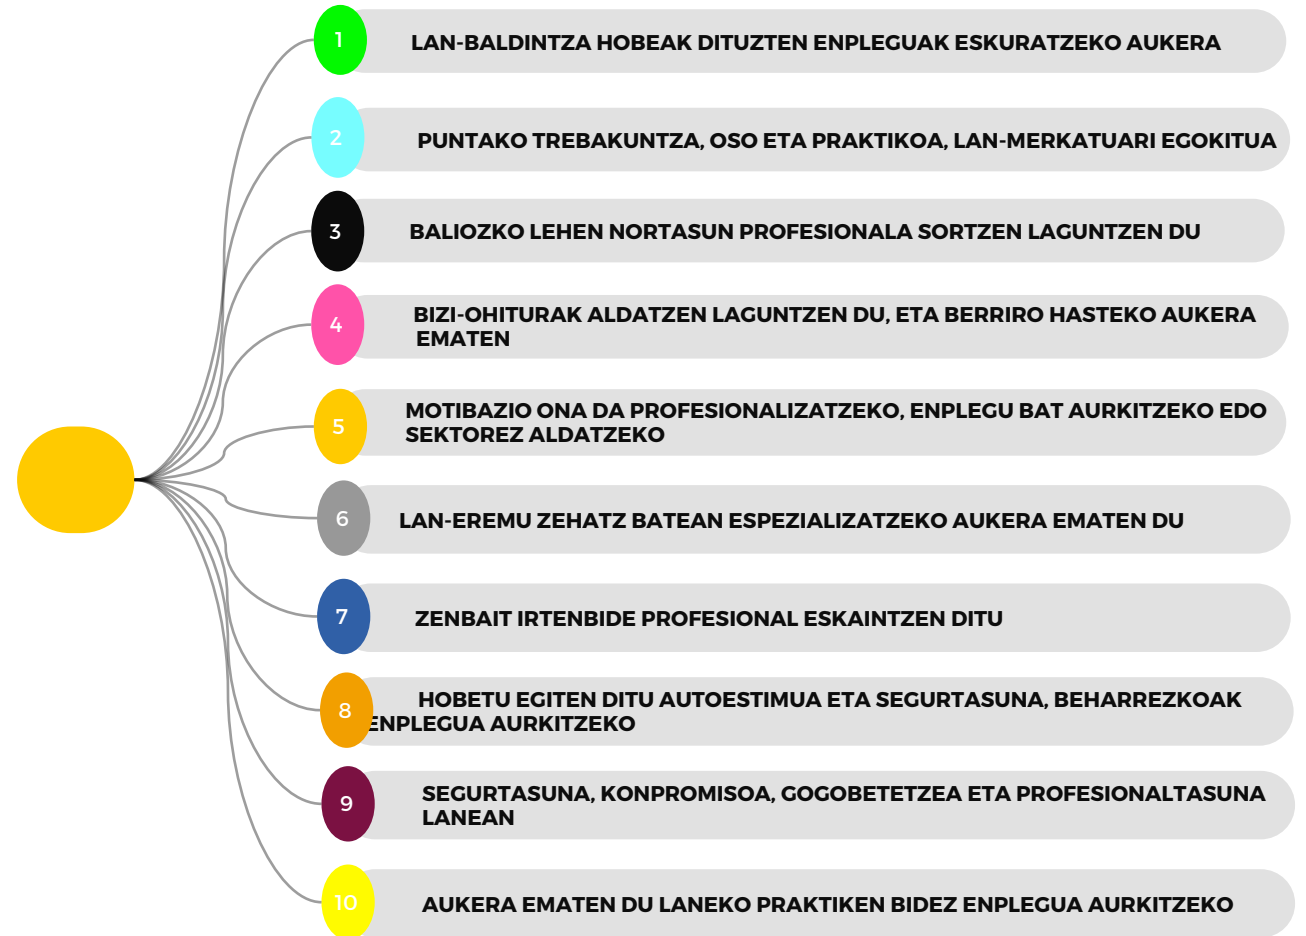 1
LAN-BALDINTZA HOBEAK DITUZTEN ENPLEGUAK ESKURATZEKO AUKERA
2
PUNTAKO TREBAKUNTZA, OSO ETA PRAKTIKOA, LAN-MERKATUARI EGOKITUA
3
BALIOZKO LEHEN NORTASUN PROFESIONALA SORTZEN LAGUNTZEN DU
4
BIZI-OHITURAK ALDATZEN LAGUNTZEN DU, ETA BERRIRO HASTEKO AUKERA
EMATEN
5
MOTIBAZIO ONA DA PROFESIONALIZATZEKO, ENPLEGU BAT AURKITZEKO EDO
SEKTOREZ ALDATZEKO
6
LAN-EREMU ZEHATZ BATEAN ESPEZIALIZATZEKO AUKERA EMATEN DU
7
ZENBAIT IRTENBIDE PROFESIONAL ESKAINTZEN DITU
8
HOBETU EGITEN DITU AUTOESTIMUA ETA SEGURTASUNA, BEHARREZKOAK
ENPLEGUA AURKITZEKO
9
SEGURTASUNA, KONPROMISOA, GOGOBETETZEA ETA PROFESIONALTASUNA
LANEAN
10
AUKERA EMATEN DU LANEKO PRAKTIKEN BIDEZ ENPLEGUA AURKITZEKO